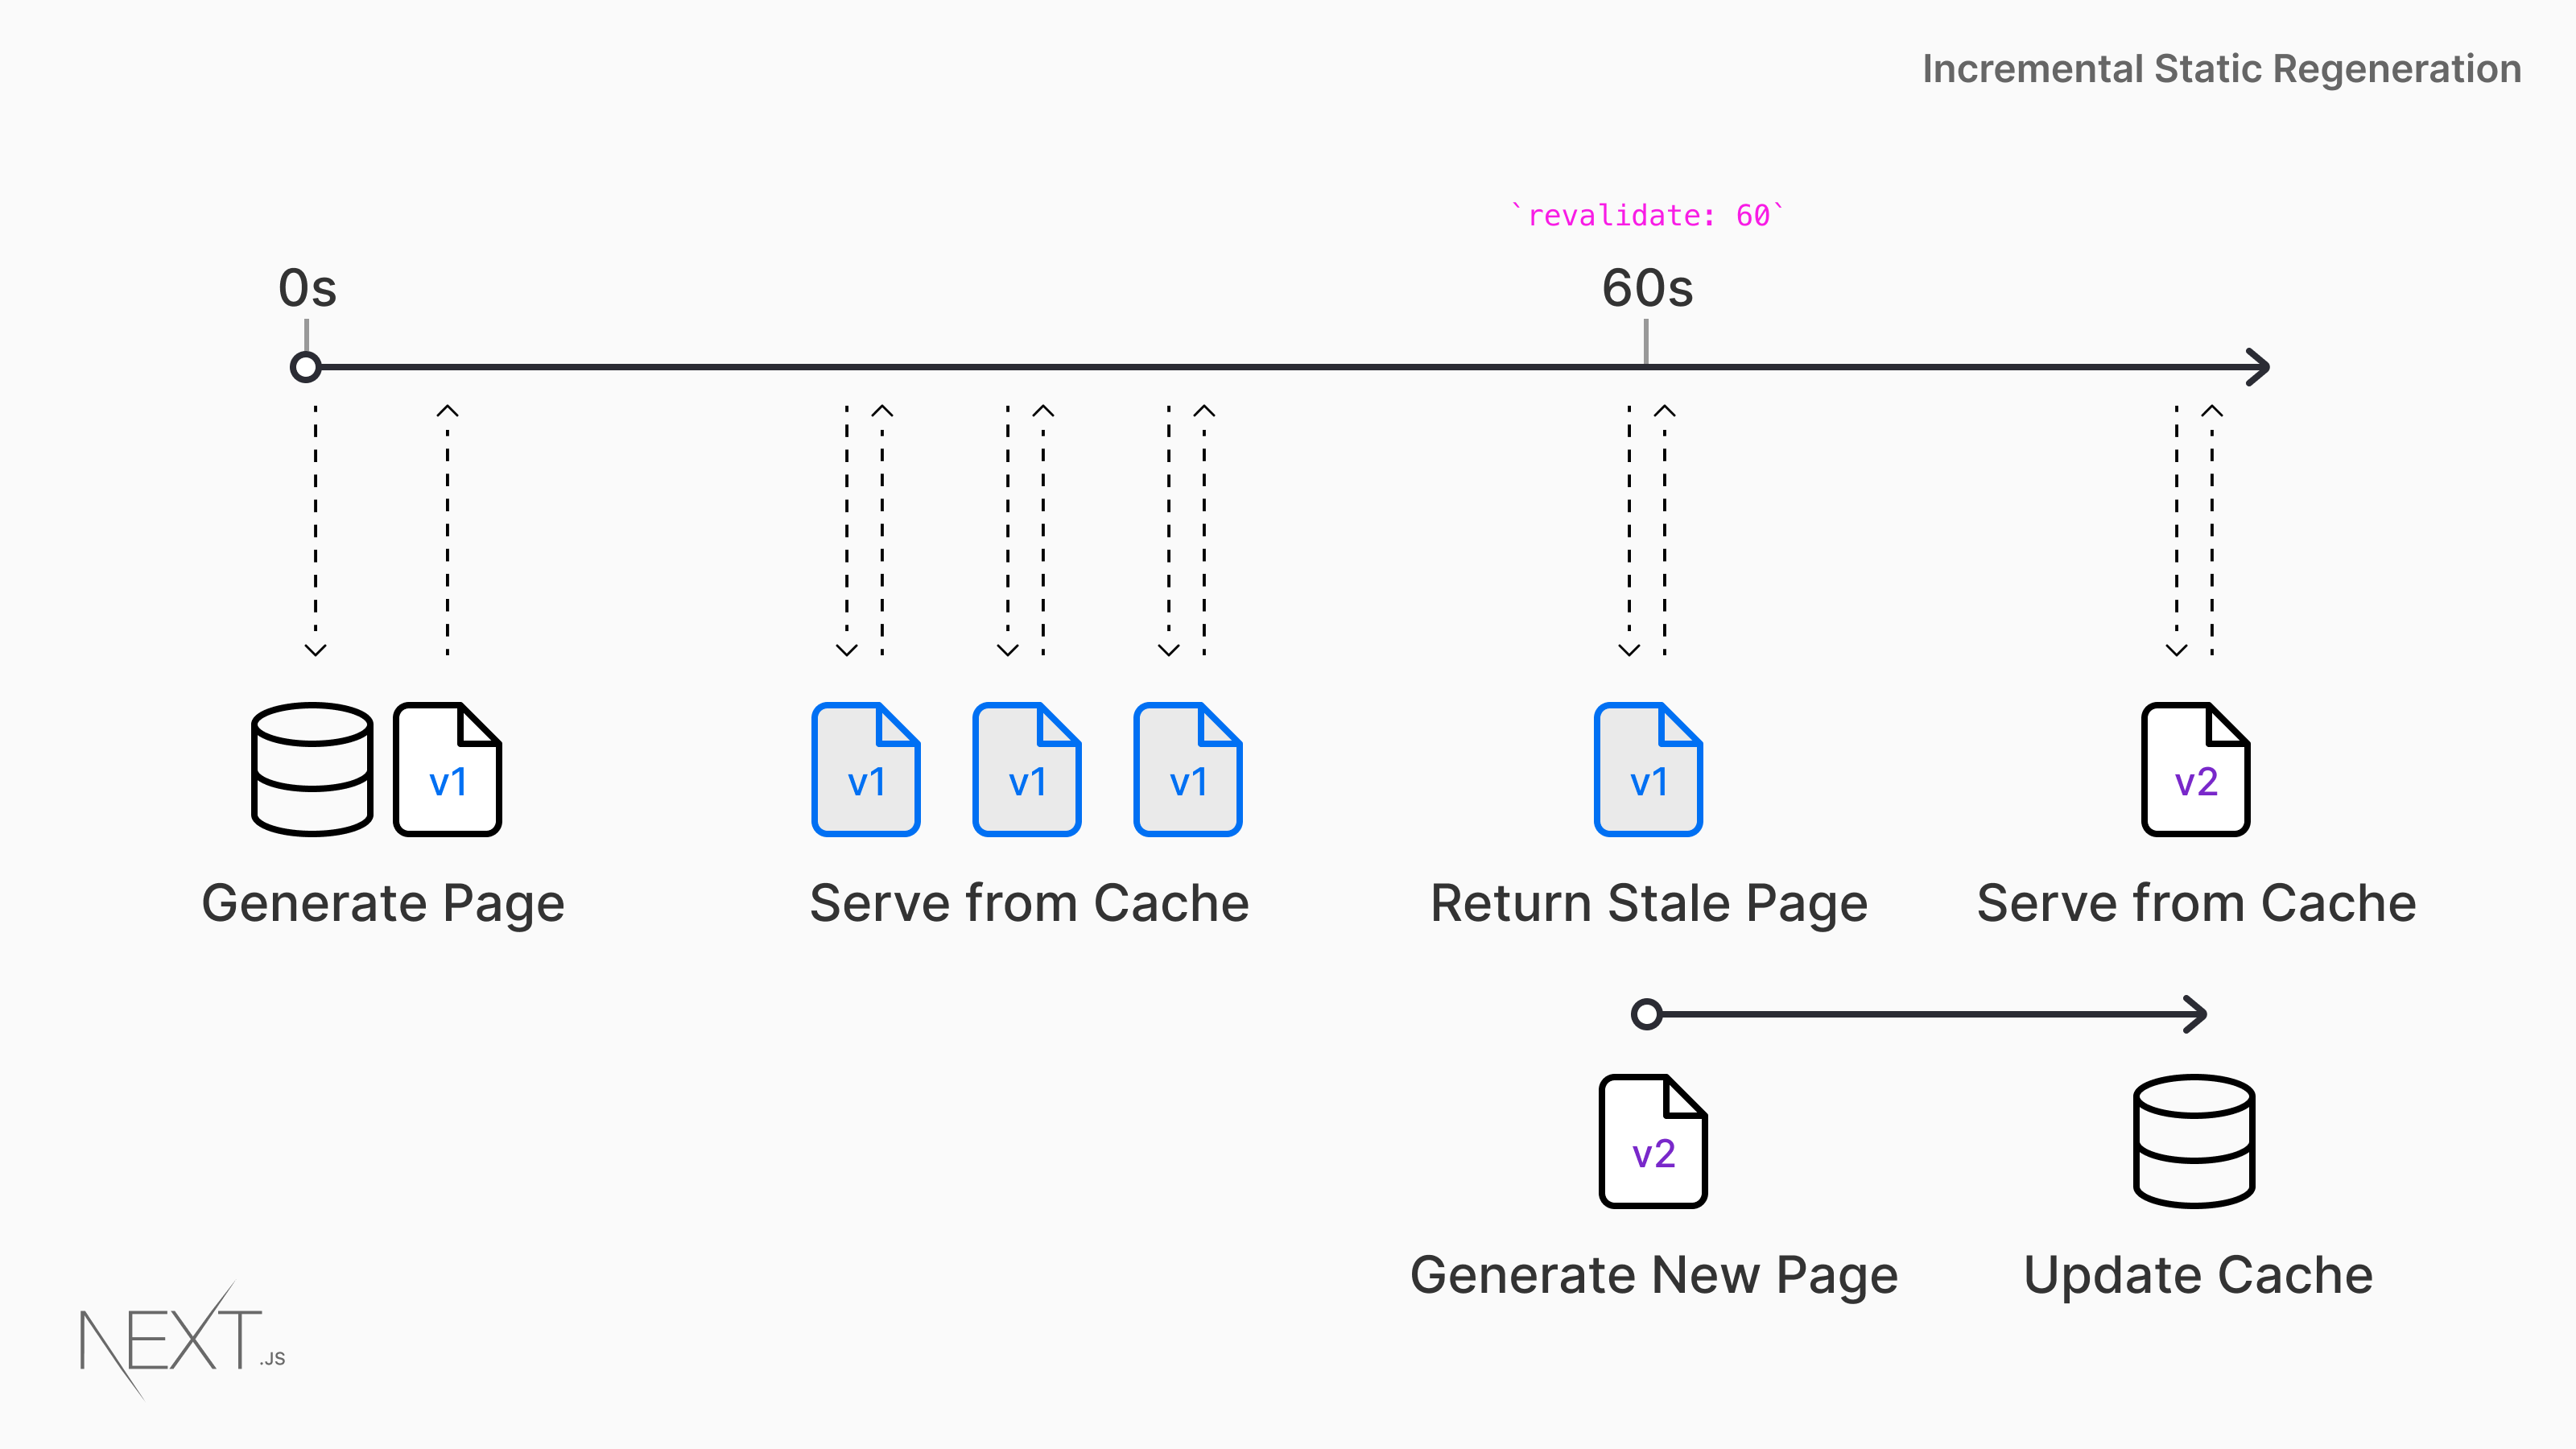 Incremental Static Regeneration
`revalidate: 60`
0s
60s
v1
v1
v1
v1
v1
v2
Generate Page
Serve from Cache
Return Stale Page
Serve from Cache
v2
Generate New Page
Update Cache
NEXT.JS